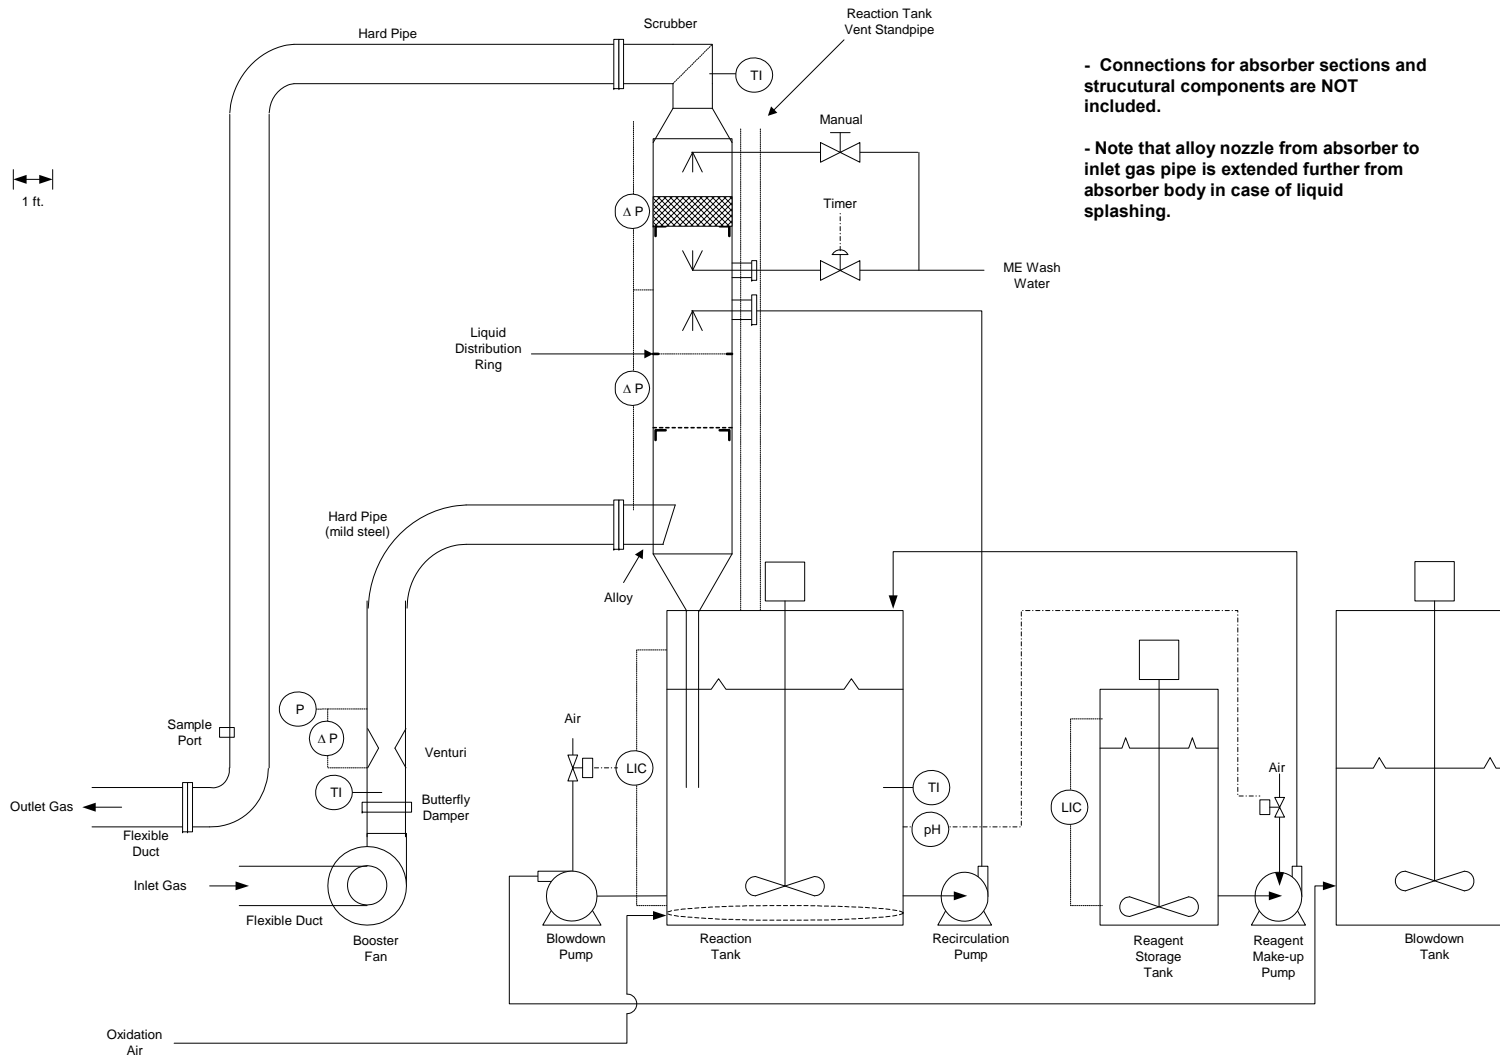 Hard Pipe
Scrubber
Reaction Tank
Vent Standpipe
TI
- Connections for absorber sections and
strucutural components are NOT
included.
- Note that alloy nozzle from absorber to
inlet gas pipe is extended further from
absorber body in case of liquid
splashing.
1 ft.
Manual
Δ P
Timer
ME Wash
Water
Liquid
Distribution
Ring
Δ P
Hard Pipe
(mild steel)
Alloy
Sample
Port
P
Δ P
Venturi
TI
Butterfly
Damper
Outlet Gas
Flexible
Duct
Inlet Gas
Flexible Duct
Booster
Fan
Air
LIC
TI
pH
LIC
Air
Blowdown
Pump
Reaction
Tank
Recirculation
Pump
Reagent
Storage
Tank
Reagent
Make-up
Pump
Blowdown
Tank
Oxidation
Air